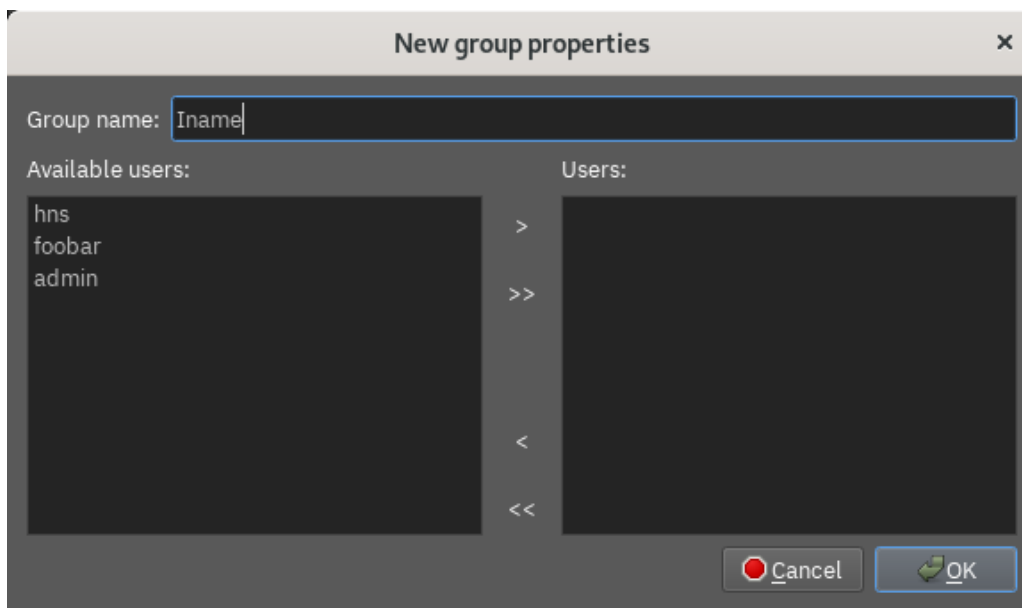 New group properties
Group name: Iname
Available users:
Users:
hns
foobar
admin
>
>>
<
<<
Cancel
OK